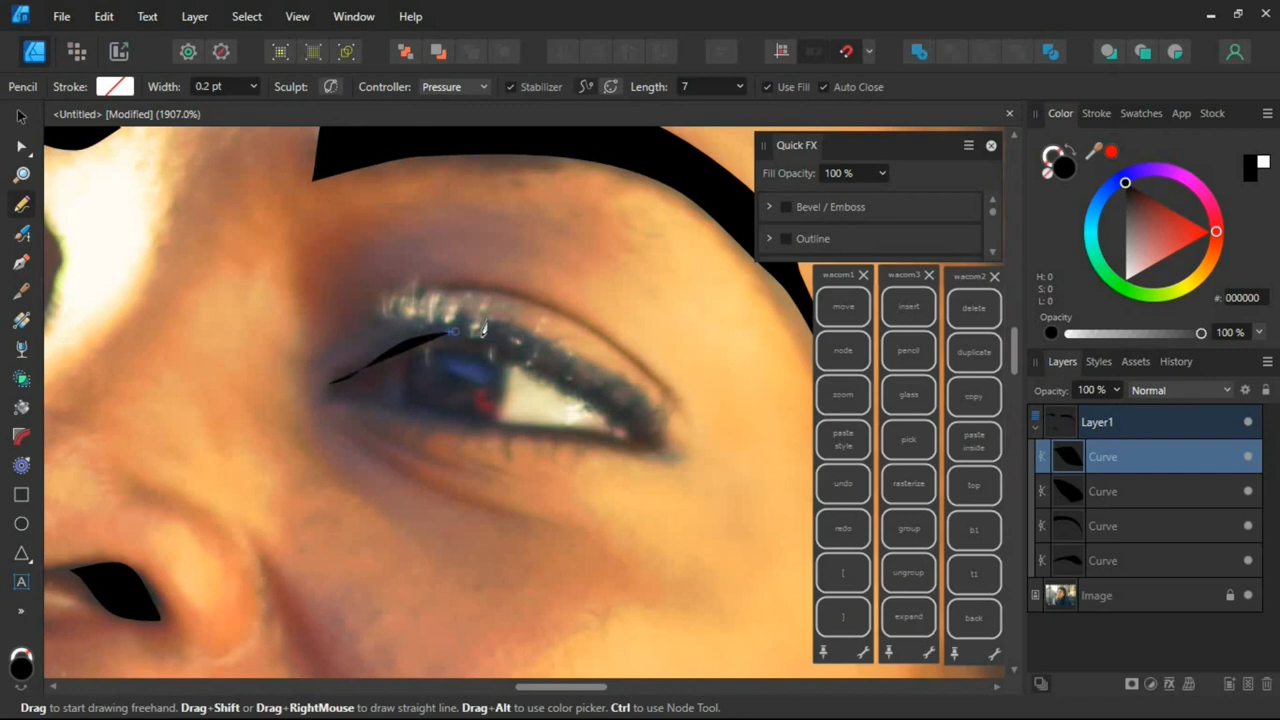 File Edit Text Layer Select View Window Help
Pencil Stroke: Width: 0.2 pt Sculpt: Controller: Pressure Stabilizer Length: 7 Use Fill Auto Close
<Untitled> [Modified] (1907.0%)
Color Stroke Swatches App Stock
Quick FX
Fill Opacity: 100 %
Bevel / Emboss
Outline
H: 0
S: 0
L: 0
#: 000000
Opacity
100 %
wacom1 wacom3 wacom2
move insert delete
node pencil duplicate
zoom glass copy
paste style pick paste inside
undo rasterize top
redo group b1
[ ungroup t1
] expand back
Layers Styles Assets History
Opacity: 100 % Normal
Layer1
Curve
Curve
Curve
Curve
Image
Drag to start drawing freehand. Drag+Shift or Drag+RightMouse to draw straight line. Drag+Alt to use color picker. Ctrl to use Node Tool.